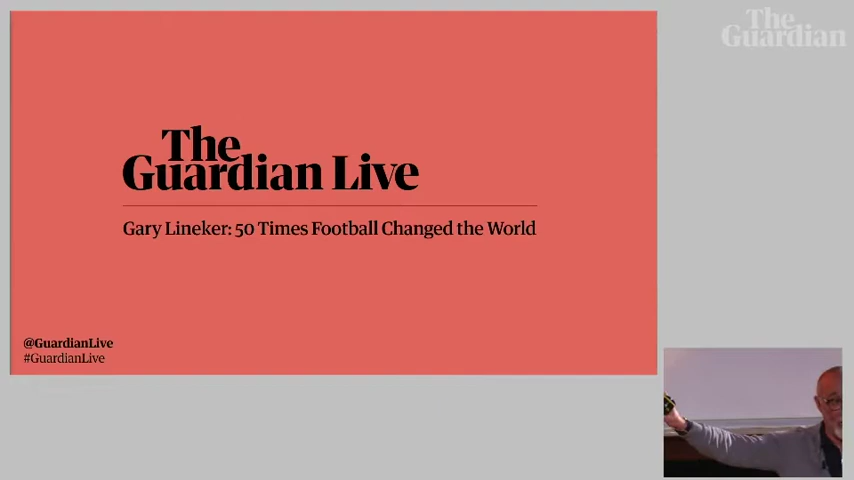 The
Guardian
The
Guardian Live
Gary Lineker: 50 Times Football Changed the World
@GuardianLive
#GuardianLive